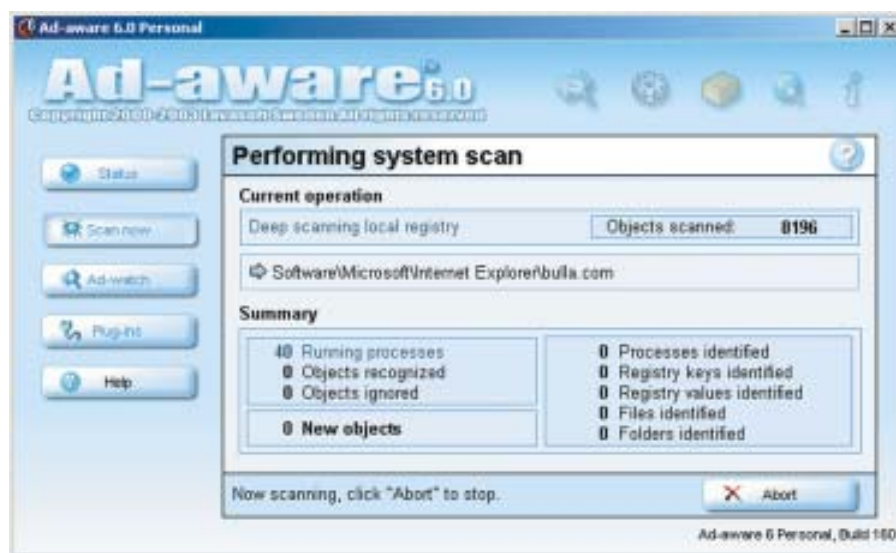 Ad-aware 6.0 Personal
Ad-aware 6.0
Performing system scan
Status
Scan now
Ad-watch
Plug-ins
Help
Current operation
Deep scanning local registry
Objects scanned: 8196
Software\Microsoft\Internet Explorer\bulla.com
Summary
40 Running processes
0 Objects recognized
0 Objects ignored
0 New objects
0 Processes identified
0 Registry keys identified
0 Registry values identified
0 Files identified
0 Folders identified
Now scanning, click "Abort" to stop.
Abort
Ad-aware 6 Personal, Build 160